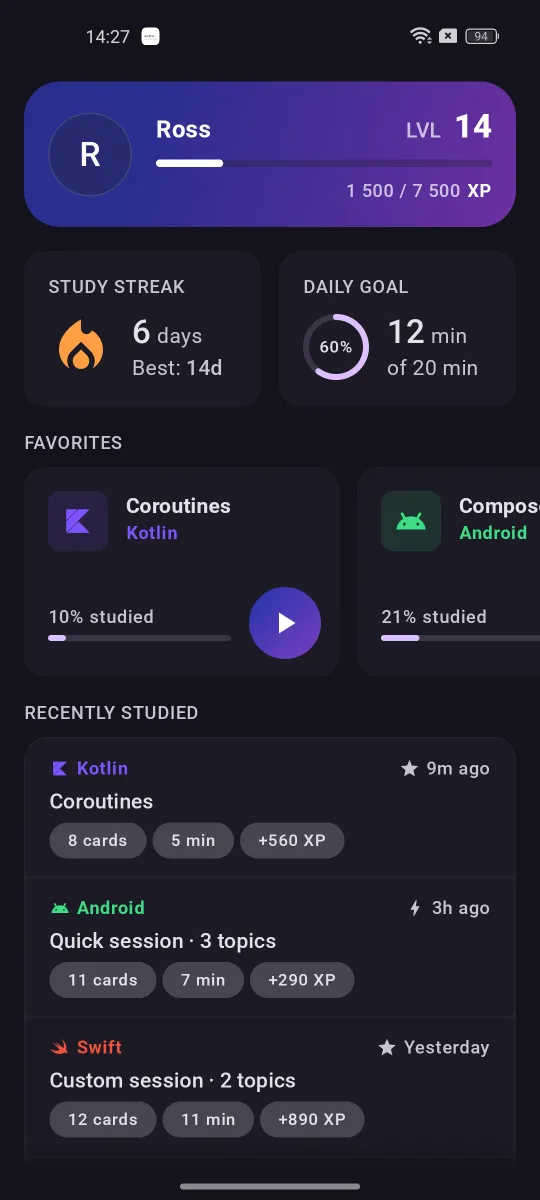 14:27
94
R
Ross
LVL 14
1 500 / 7 500 XP
STUDY STREAK
6 days
Best: 14d
DAILY GOAL
60%
12 min
of 20 min
FAVORITES
Coroutines
Kotlin
10% studied
Compos
Android
21% studied
RECENTLY STUDIED
Kotlin
9m ago
Coroutines
8 cards
5 min
+560 XP
Android
3h ago
Quick session · 3 topics
11 cards
7 min
+290 XP
Swift
Yesterday
Custom session · 2 topics
12 cards
11 min
+890 XP